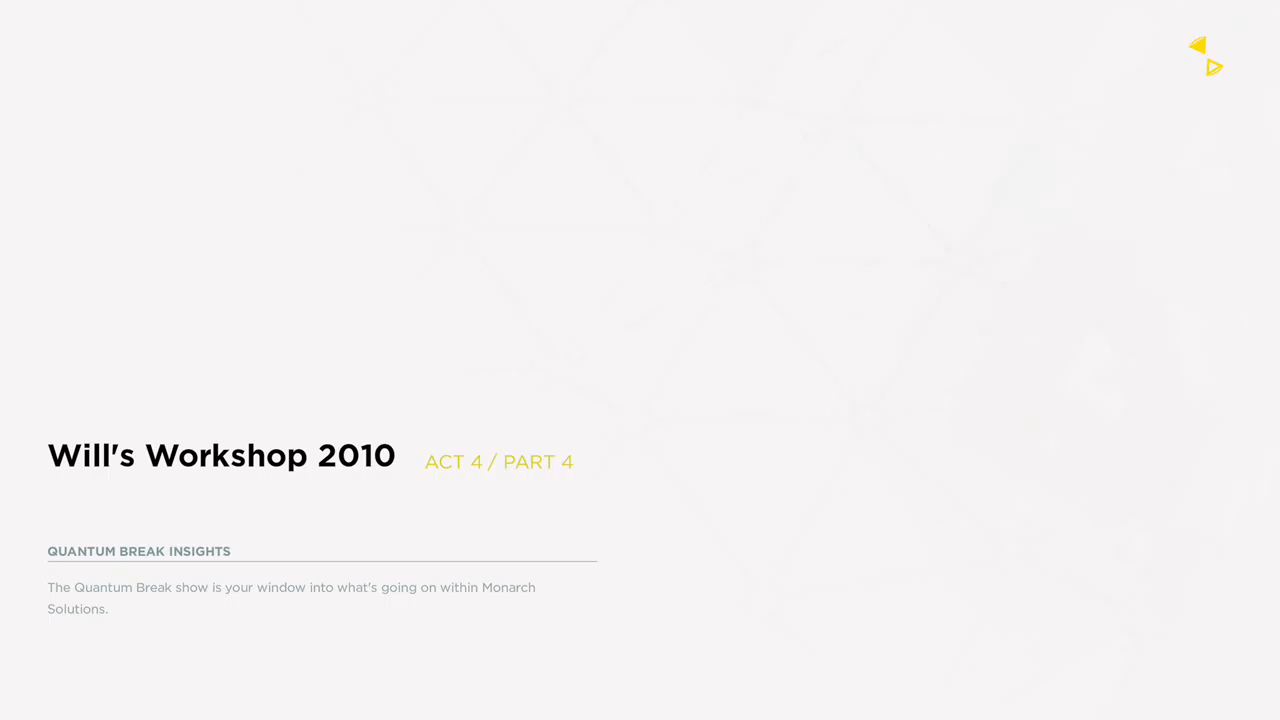 Will's Workshop 2010 ACT 4 / PART 4
QUANTUM BREAK INSIGHTS
The Quantum Break show is your window into what's going on within Monarch
Solutions.